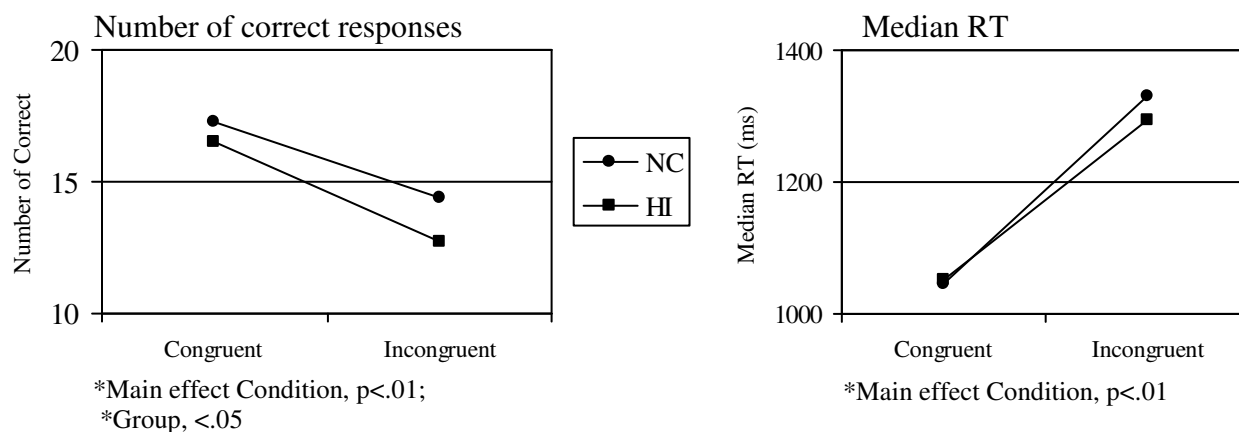 Number of correct responses
20
15
10
Number of Correct
Congruent
Incongruent
*Main effect Condition, p<.01;
*Group, <.05
NC
HI
Median RT
1400
1200
1000
Median RT (ms)
Congruent
Incongruent
*Main effect Condition, p<.01